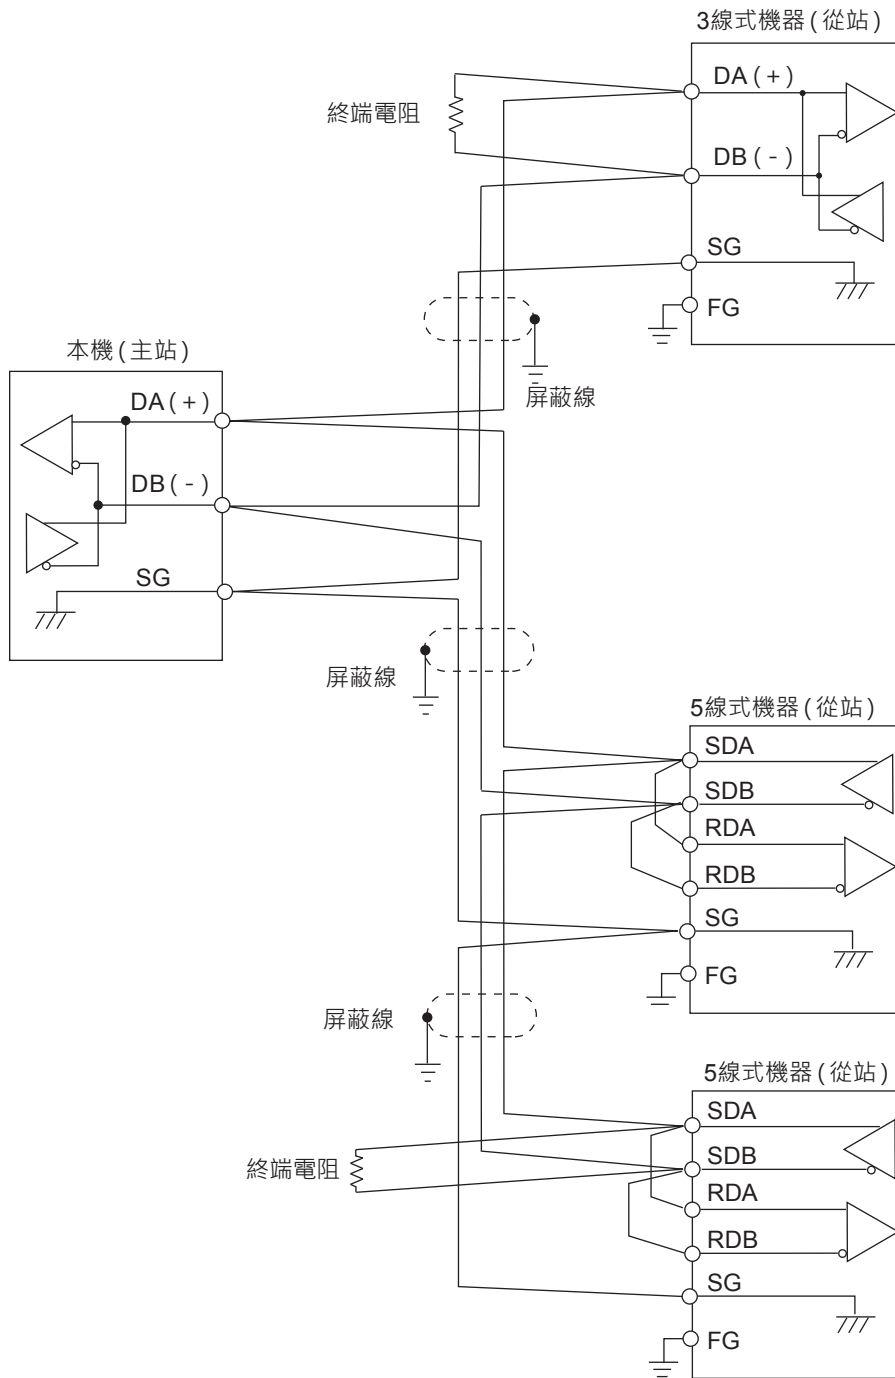 3線式機器(從站)
DA(+)
終端電阻
DB(-)
SG
FG
屏蔽線
本機(主站)
DA(+)
DB(-)
SG
屏蔽線
5線式機器(從站)
SDA
SDB
RDA
RDB
SG
FG
屏蔽線
5線式機器(從站)
SDA
SDB
終端電阻
RDA
RDB
SG
FG